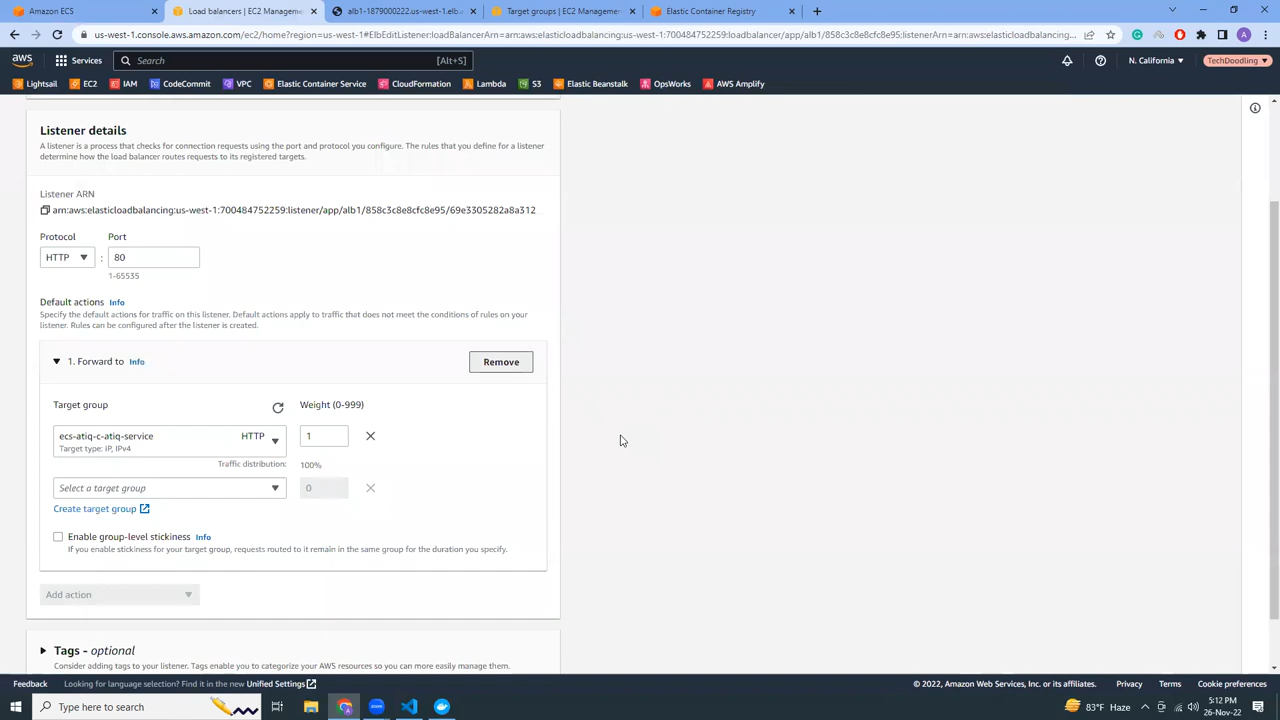 Amazon ECS
Load balancers | EC2 Managemen
alb1-1879000222.us-west-1.elb.a
Target groups | EC2 Management
Elastic Container Registry
us-west-1.console.aws.amazon.com/ec2/home?region=us-west-1#ElbEditListener:loadBalancerArn=arn:aws:elasticloadbalancing:us-west-1:700484752259:loadbalancer/app/alb1/858c3c8e8cfc8e95;listenerArn=arn:aws:elasticloadbalancing...
aws
Services
Search
[Alt+S]
N. California
TechDoodling
Lightsail
EC2
IAM
CodeCommit
VPC
Elastic Container Service
CloudFormation
Lambda
S3
Elastic Beanstalk
OpsWorks
AWS Amplify
Listener details
A listener is a process that checks for connection requests using the port and protocol you configure. The rules that you define for a listener
determine how the load balancer routes requests to its registered targets.
Listener ARN
arn:aws:elasticloadbalancing:us-west-1:700484752259:listener/app/alb1/858c3c8e8cfc8e95/69e3305282a8a312
Protocol
Port
HTTP
:
80
1-65535
Default actions Info
Specify the default actions for traffic on this listener. Default actions apply to traffic that does not meet the conditions of rules on your
listener. Rules can be configured after the listener is created.
1. Forward to Info
Remove
Target group
Weight (0-999)
ecs-atiq-c-atiq-service
HTTP
Target type: IP, IPv4
1
Traffic distribution:
100%
Select a target group
0
Create target group
Enable group-level stickiness Info
If you enable stickiness for your target group, requests routed to it remain in the same group for the duration you specify.
Add action
Tags - optional
Consider adding tags to your listener. Tags enable you to categorize your AWS resources so you can more easily manage them.
Feedback
Looking for language selection? Find it in the new Unified Settings
© 2022, Amazon Web Services, Inc. or its affiliates.
Privacy
Terms
Cookie preferences
Type here to search
zoom
83°F Haze
5:12 PM
26-Nov-22